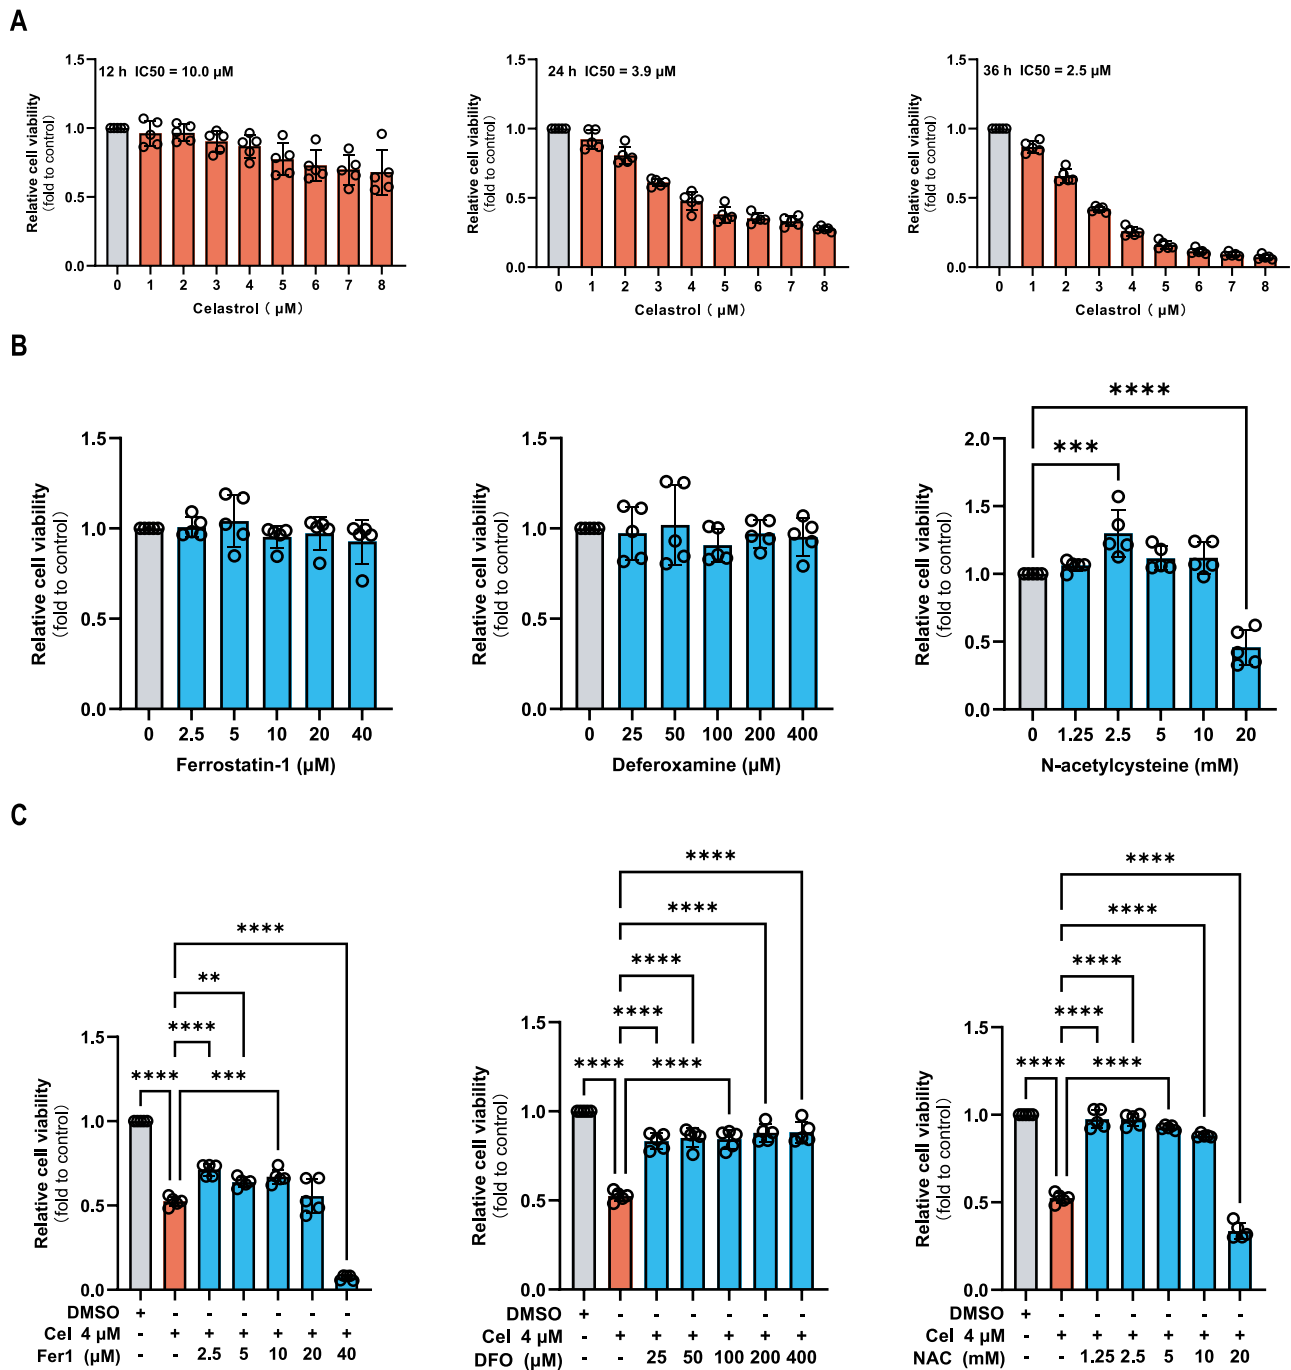 A
12 h IC50 = 10.0 µM
Relative cell viability
(fold to control)
1.5
1.0
0.5
0.0
0 1 2 3 4 5 6 7 8
Celastrol ( µM)
24 h IC50 = 3.9 µM
Relative cell viability
(fold to control)
1.5
1.0
0.5
0.0
0 1 2 3 4 5 6 7 8
Celastrol ( µM)
36 h IC50 = 2.5 µM
Relative cell viability
(fold to control)
1.5
1.0
0.5
0.0
0 1 2 3 4 5 6 7 8
Celastrol ( µM)
B
Relative cell viability
(fold to control)
1.5
1.0
0.5
0.0
0 2.5 5 10 20 40
Ferrostatin-1 (µM)
Relative cell viability
(fold to control)
1.5
1.0
0.5
0.0
0 25 50 100 200 400
Deferoxamine (µM)
****
***
Relative cell viability
(fold to control)
2.0
1.5
1.0
0.5
0.0
0 1.25 2.5 5 10 20
N-acetylcysteine (mM)
C
****
**
****
**** ***
Relative cell viability
(fold to control)
1.5
1.0
0.5
0.0
DMSO + - - - - - -
Cel 4 µM - + + + + + +
Fer1 (µM) - - 2.5 5 10 20 40
****
****
****
****
**** ****
Relative cell viability
(fold to control)
1.5
1.0
0.5
0.0
DMSO + - - - - - -
Cel 4 µM - + + + + + +
DFO (µM) - - 25 50 100 200 400
****
****
****
****
**** ****
Relative cell viability
(fold to control)
1.5
1.0
0.5
0.0
DMSO + - - - - - -
Cel 4 µM - + + + + + +
NAC (mM) - - 1.25 2.5 5 10 20